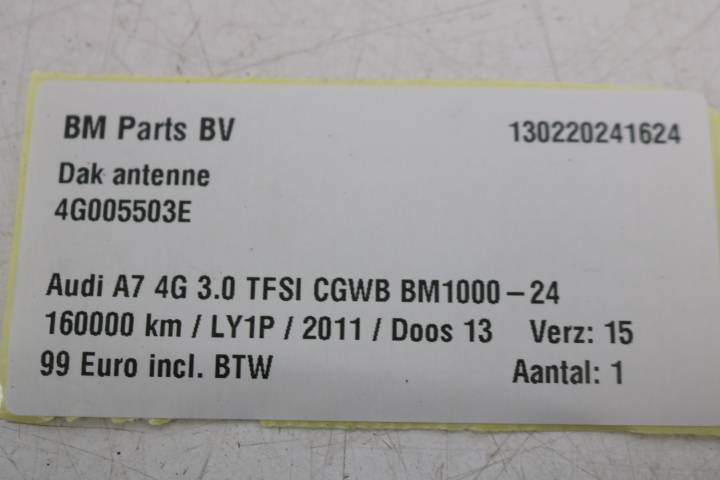 BM Parts BV 130220241624
Dak antenne
4G005503E
Audi A7 4G 3.0 TFSI CGWB BM1000-24
160000 km / LY1P / 2011 / Doos 13 Verz: 15
99 Euro incl. BTW Aantal: 1